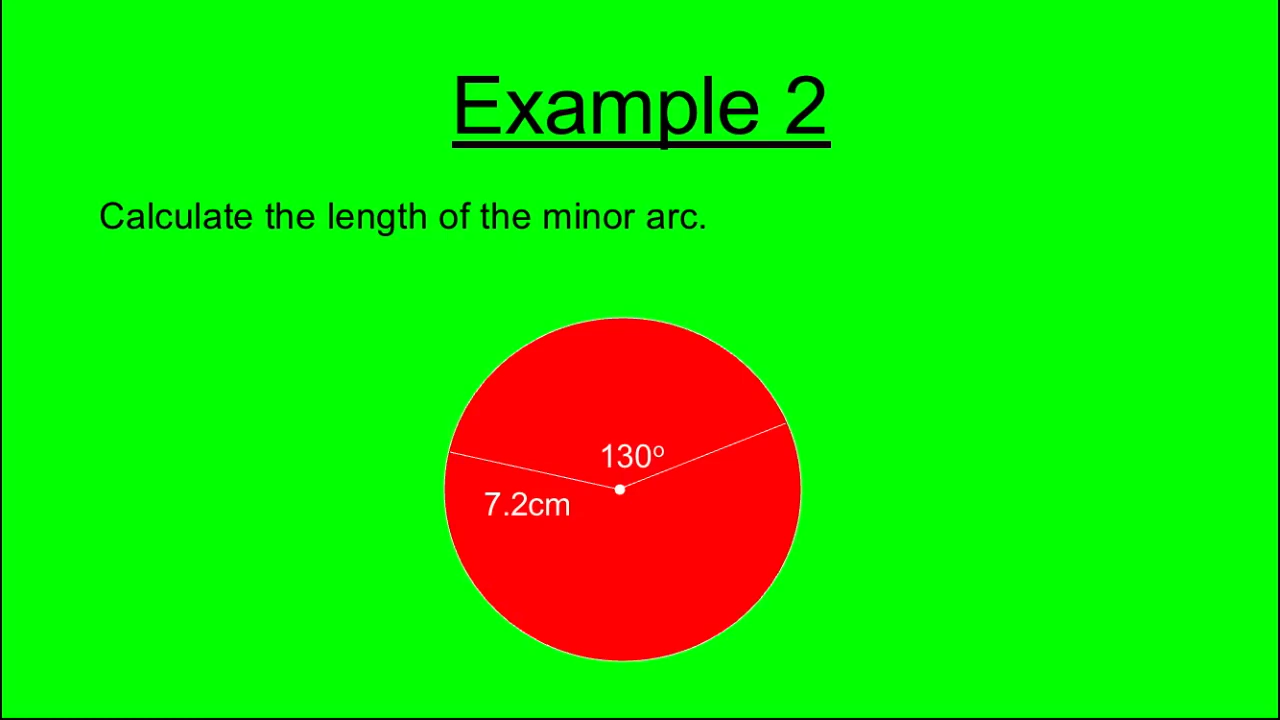 Example 2
Calculate the length of the minor arc.
130º
7.2cm